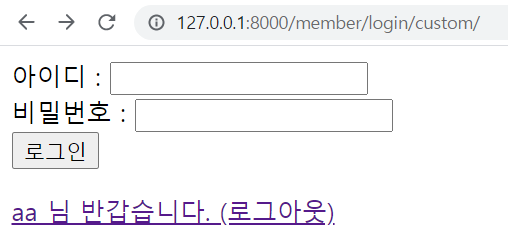 127.0.0.1:8000/member/login/custom/
아이디 :
비밀번호 :
로그인
aa 님 반갑습니다. (로그아웃)